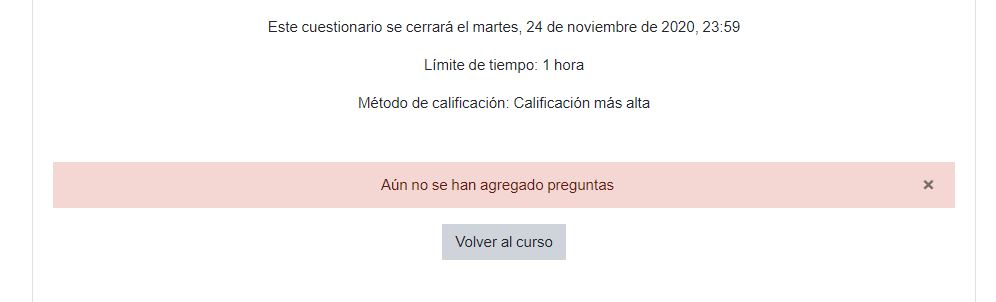 Este cuestionario se cerrará el martes, 24 de noviembre de 2020, 23:59
Límite de tiempo: 1 hora
Método de calificación: Calificación más alta
Aún no se han agregado preguntas ×
Volver al curso